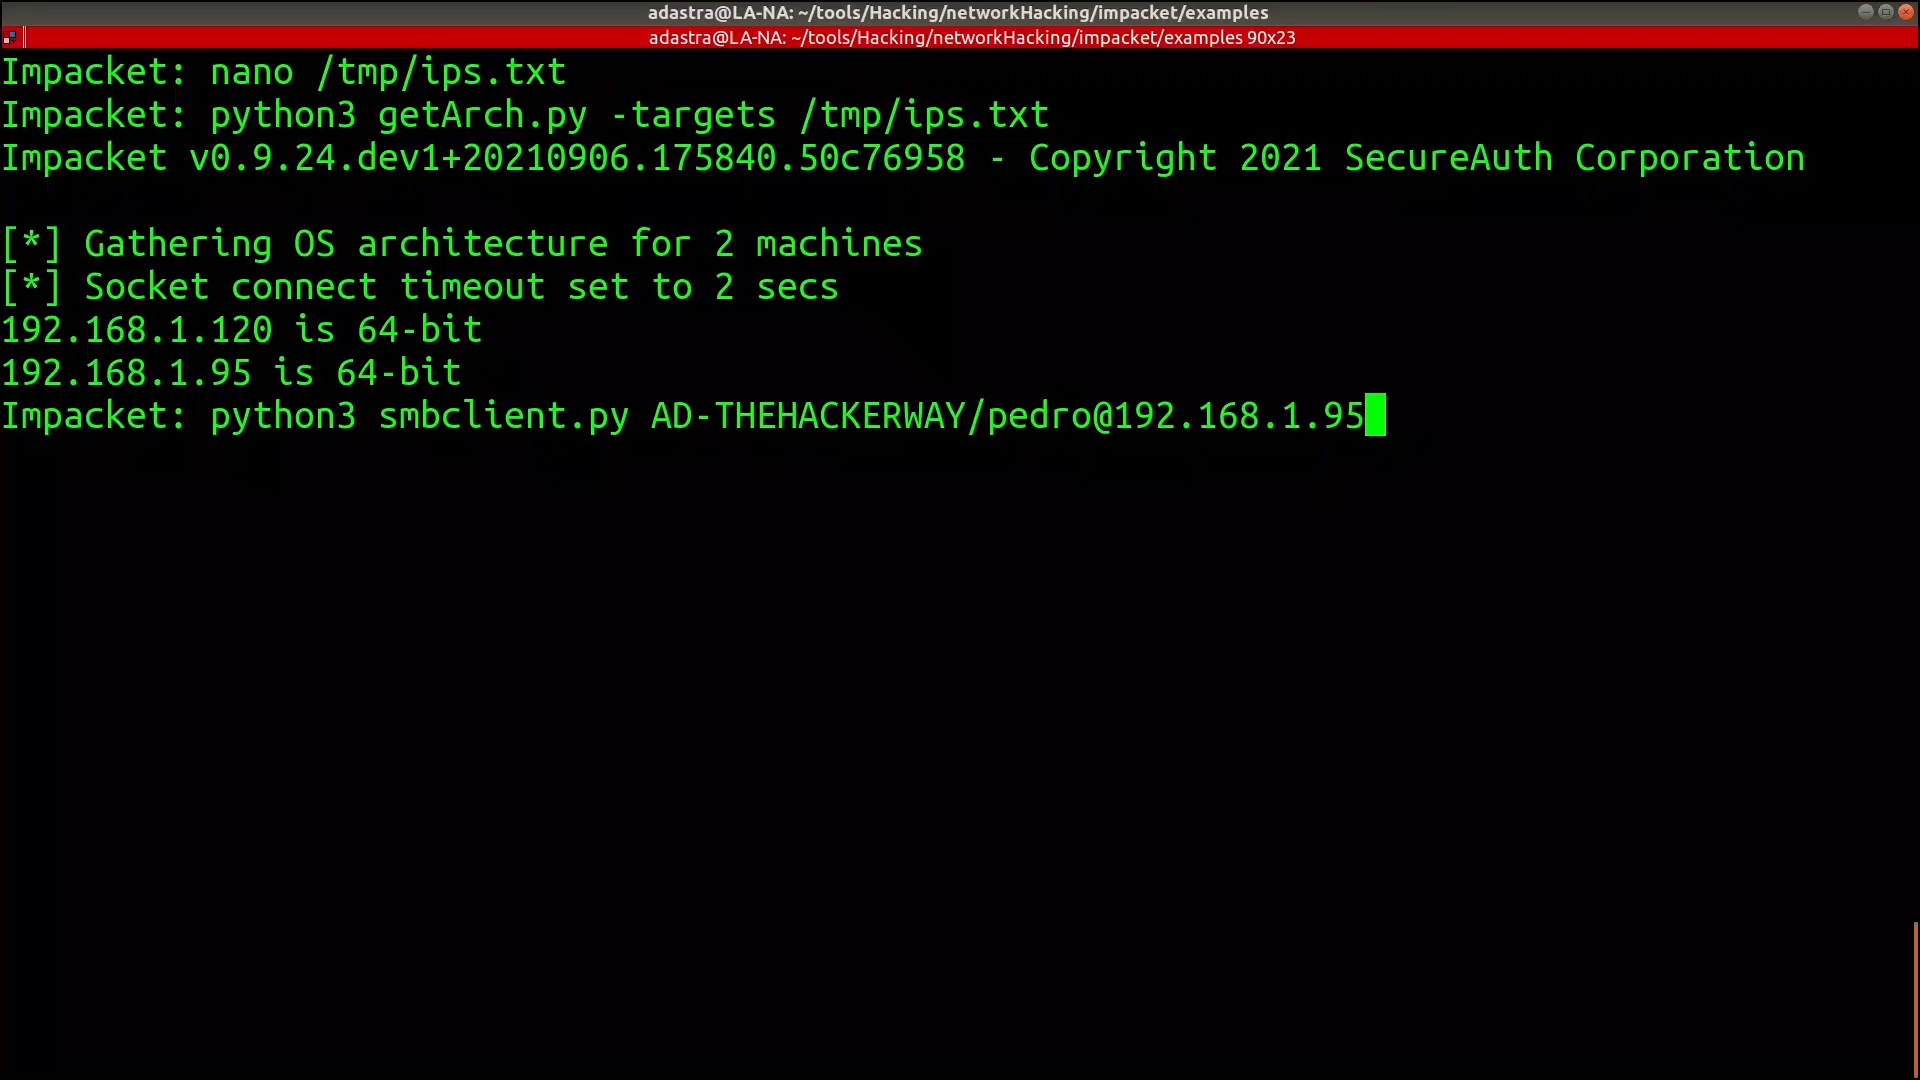 adastra@LA-NA: ~/tools/Hacking/networkHacking/impacket/examples
adastra@LA-NA: ~/tools/Hacking/networkHacking/impacket/examples 90x23
Impacket: nano /tmp/ips.txt
Impacket: python3 getArch.py -targets /tmp/ips.txt
Impacket v0.9.24.dev1+20210906.175840.50c76958 - Copyright 2021 SecureAuth Corporation
[*] Gathering OS architecture for 2 machines
[*] Socket connect timeout set to 2 secs
192.168.1.120 is 64-bit
192.168.1.95 is 64-bit
Impacket: python3 smbclient.py AD-THEHACKERWAY/pedro@192.168.1.95